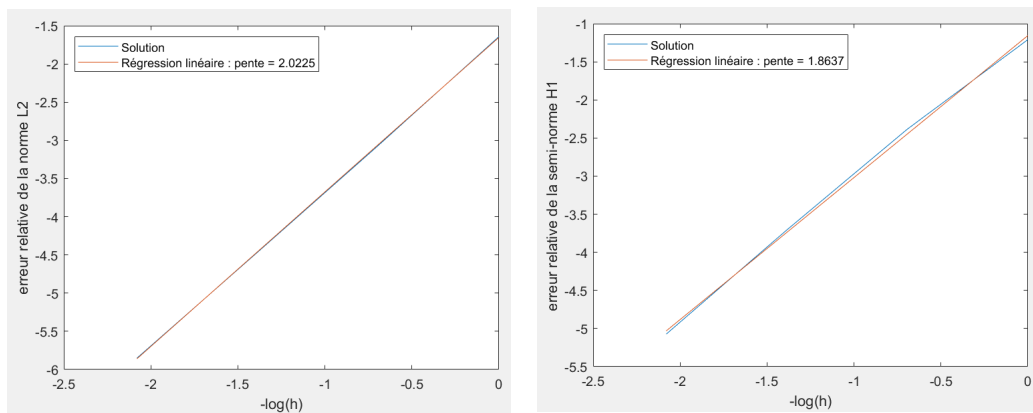 -1.5
-2
-2.5
-3
-3.5
-4
-4.5
-5
-5.5
-6
erreur relative de la norme L2
Solution
Régression linéaire : pente = 2.0225
-2.5 -2 -1.5 -1 -0.5 0
-log(h)
-1
-1.5
-2
-2.5
-3
-3.5
-4
-4.5
-5
-5.5
erreur relative de la semi-norme H1
Solution
Régression linéaire : pente = 1.8637
-2.5 -2 -1.5 -1 -0.5 0
-log(h)